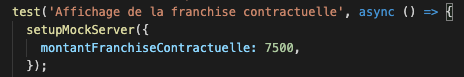 test('Affichage de la franchise contractuelle', async () => {
  setupMockServer({
    montantFranchiseContractuelle: 7500,
  });